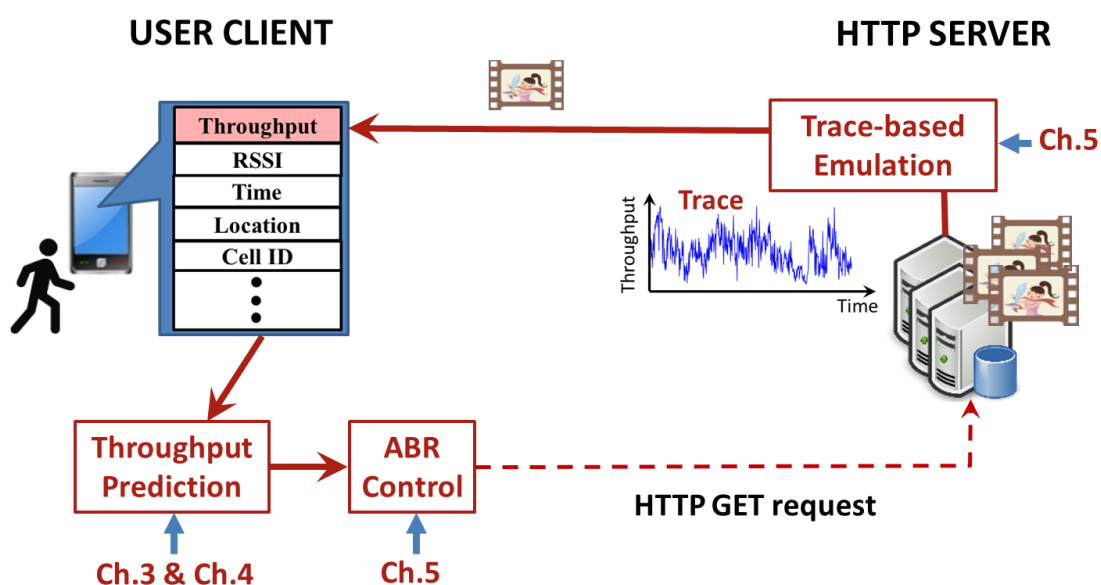 USER CLIENT
HTTP SERVER
Throughput
RSSI
Time
Location
Cell ID
Trace-based
Emulation
Ch.5
Trace
Throughput
Time
Throughput
Prediction
ABR
Control
HTTP GET request
Ch.3 & Ch.4
Ch.5